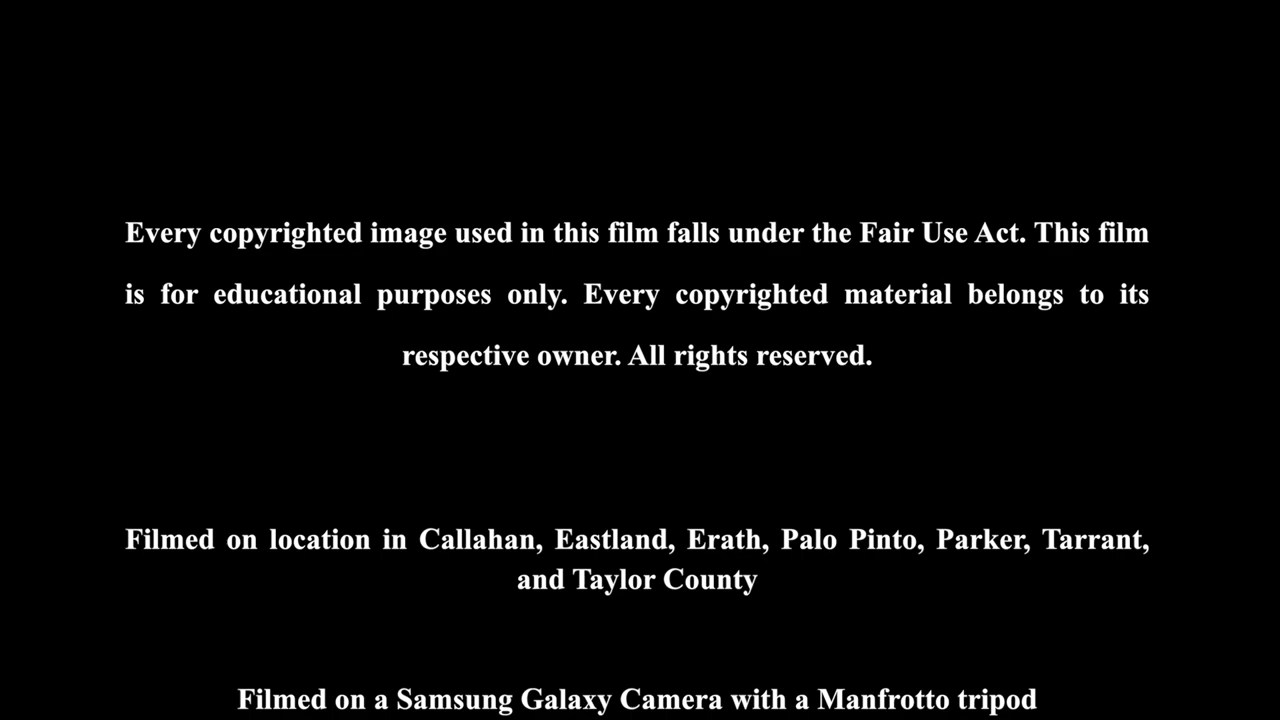 Every copyrighted image used in this film falls under the Fair Use Act. This film
is for educational purposes only. Every copyrighted material belongs to its
respective owner. All rights reserved.
Filmed on location in Callahan, Eastland, Erath, Palo Pinto, Parker, Tarrant,
and Taylor County
Filmed on a Samsung Galaxy Camera with a Manfrotto tripod